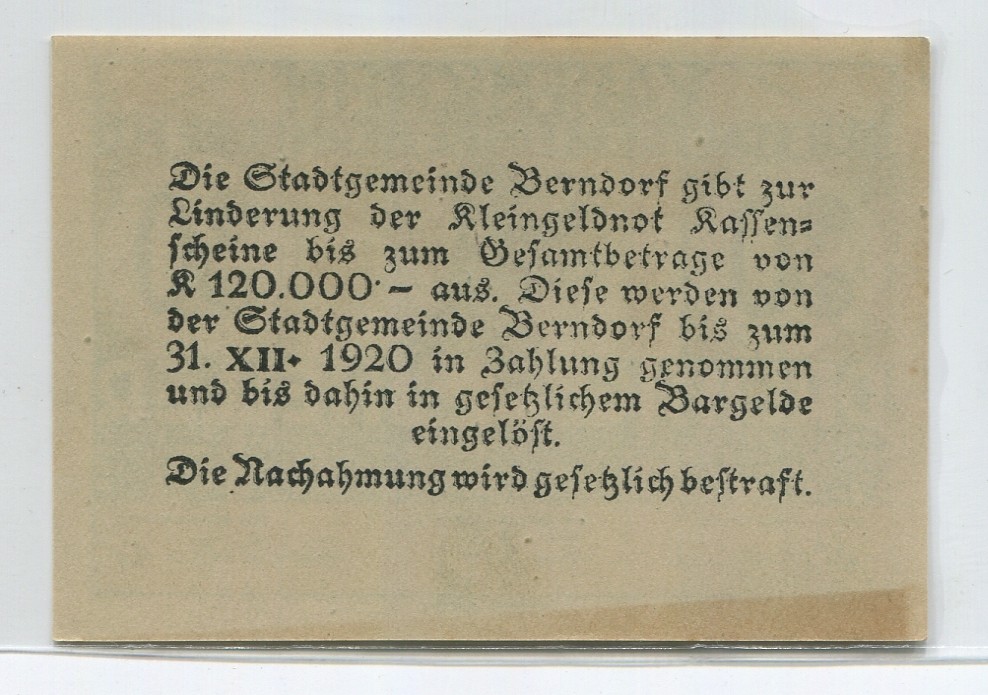 Die Stadtgemeinde Berndorf gibt zur
Linderung der Kleingeldnot Kassen=
scheine bis zum Gesamtbetrage von
K 120.000·— aus. Diese werden von
der Stadtgemeinde Berndorf bis zum
31. XII. 1920 in Zahlung genommen
und bis dahin in gesetzlichem Bargelde
eingelöst.
Die Nachahmung wird gesetzlich bestraft.